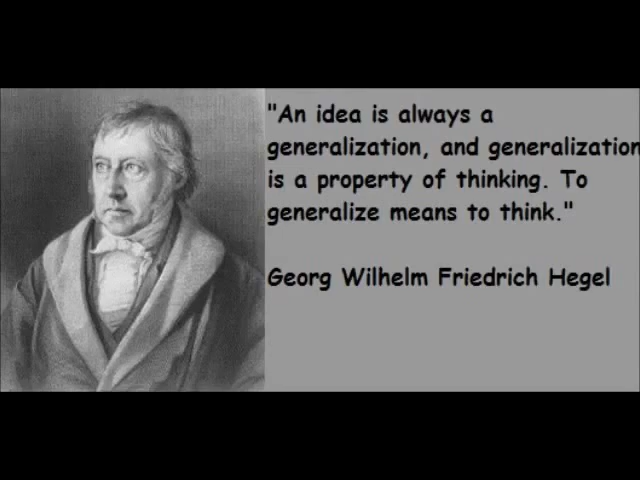 "An idea is always a
generalization, and generalization
is a property of thinking. To
generalize means to think."
Georg Wilhelm Friedrich Hegel